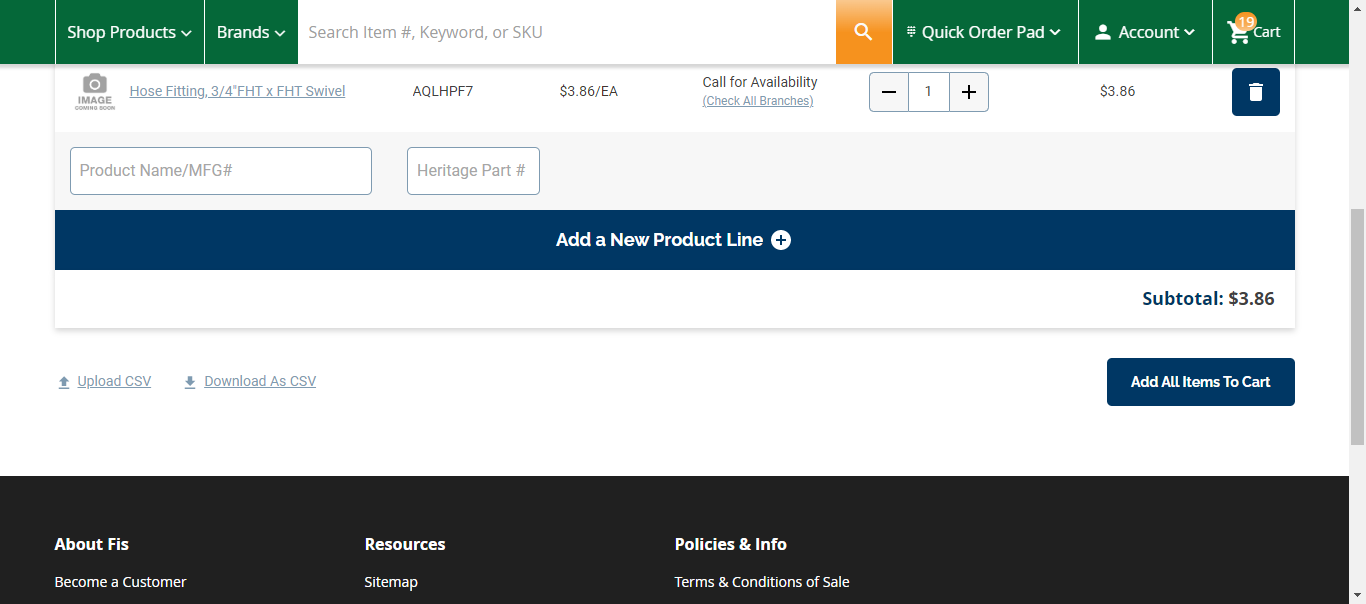 Shop Products
Brands
Search Item #, Keyword, or SKU
Quick Order Pad
Account
19
Cart
IMAGE
COMING SOON
Hose Fitting, 3/4"FHT x FHT Swivel
AQLHPF7
$3.86/EA
Call for Availability
(Check All Branches)
1
$3.86
Product Name/MFG#
Heritage Part #
Add a New Product Line
Subtotal: $3.86
Upload CSV
Download As CSV
Add All Items To Cart
About Fis
Resources
Policies & Info
Become a Customer
Sitemap
Terms & Conditions of Sale